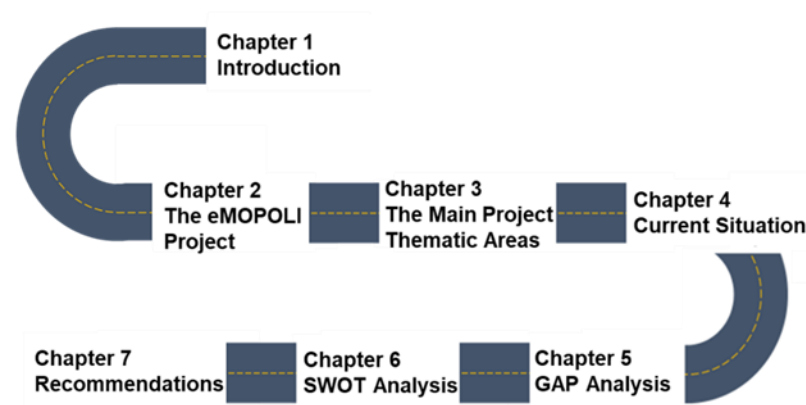 Chapter 1
Introduction
Chapter 2
The eMOPOLI
Project
Chapter 3
The Main Project
Thematic Areas
Chapter 4
Current Situation
Chapter 7
Recommendations
Chapter 6
SWOT Analysis
Chapter 5
GAP Analysis